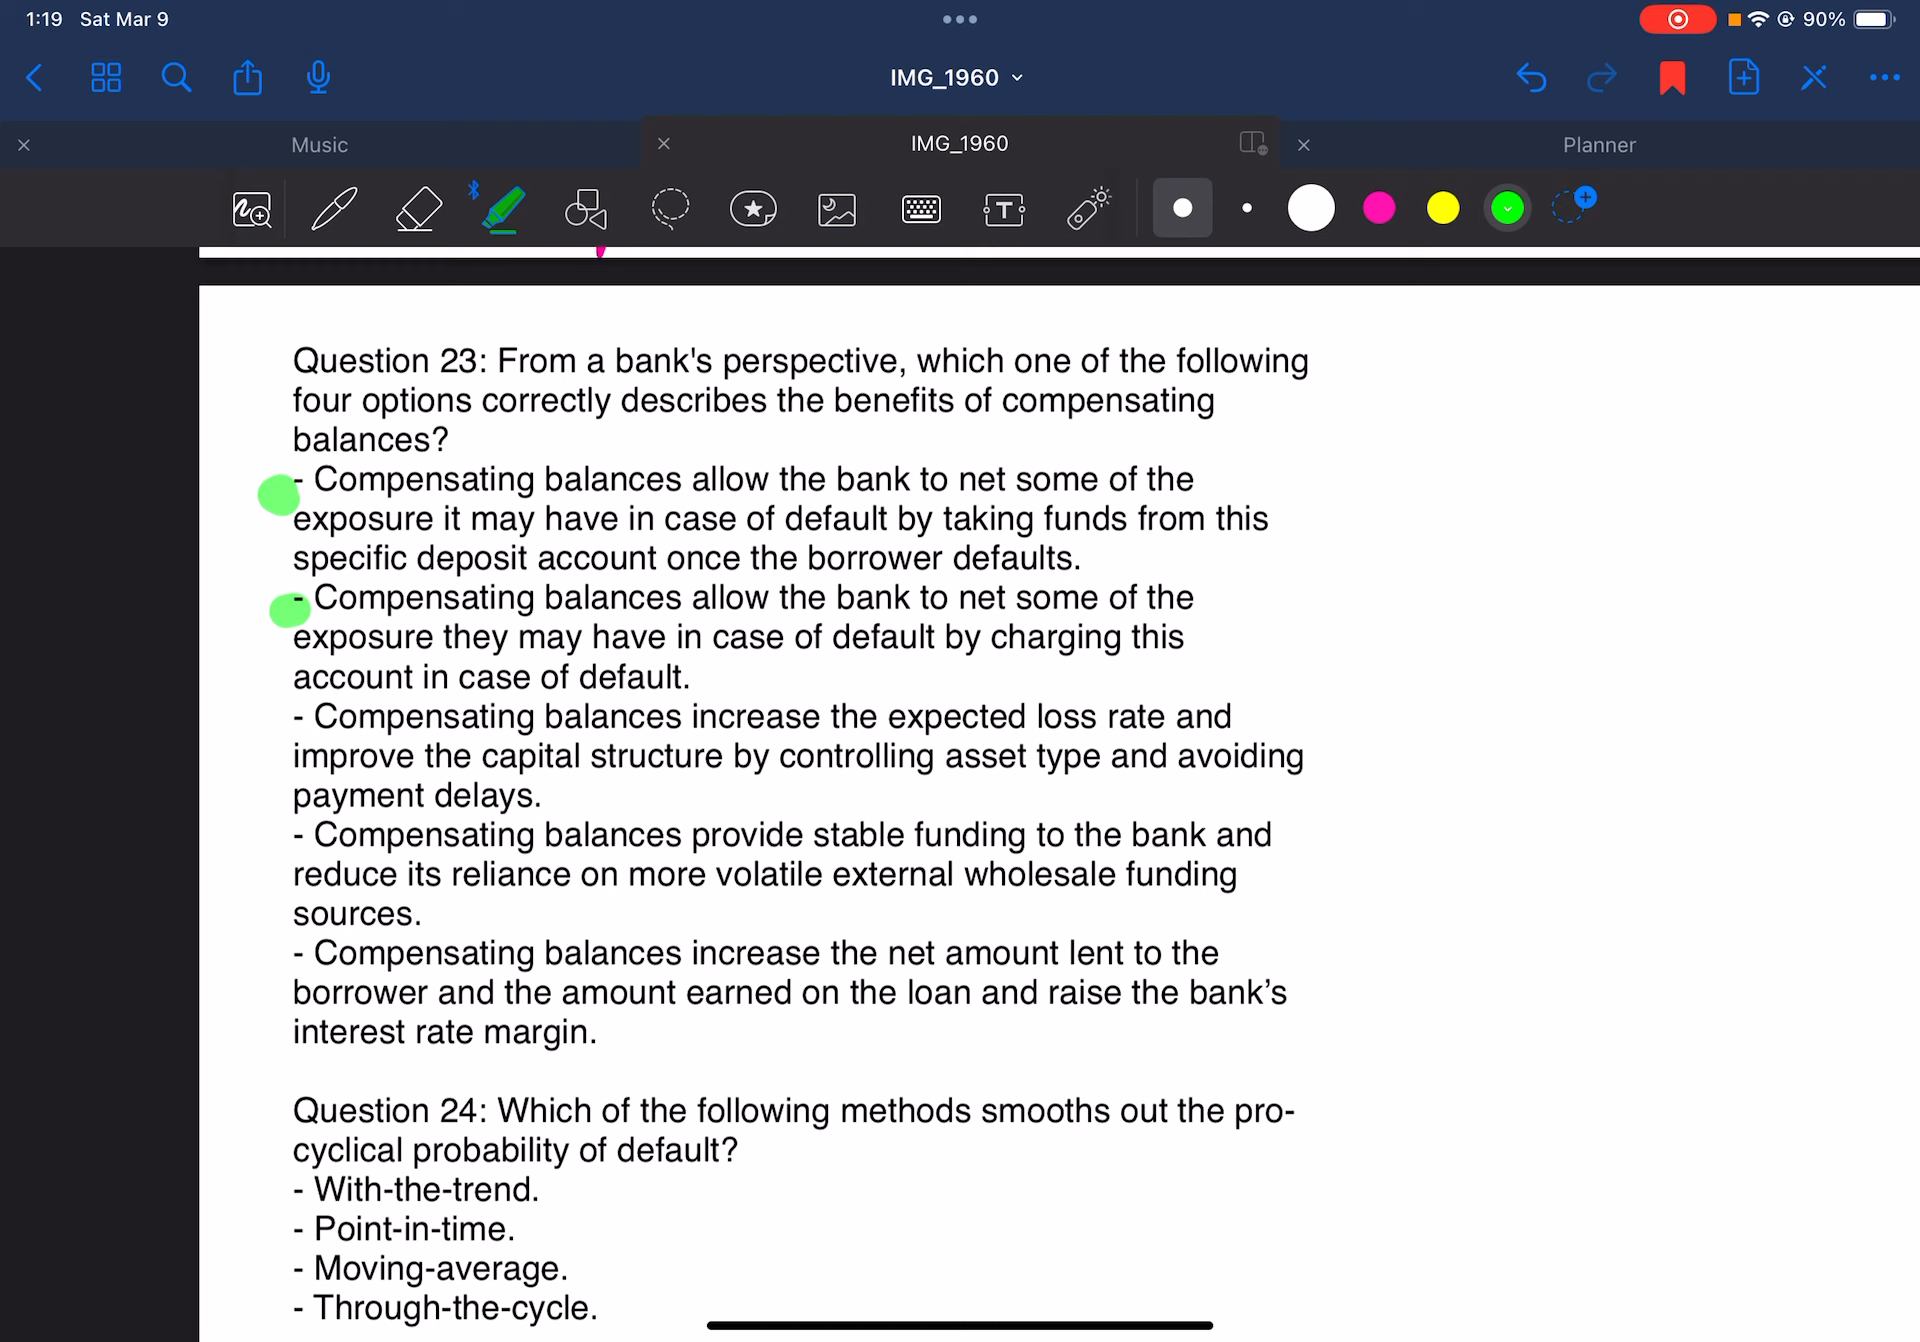 1:19 Sat Mar 9
90%
IMG_1960
Music
IMG_1960
Planner
Question 23: From a bank's perspective, which one of the following
four options correctly describes the benefits of compensating
balances?
- Compensating balances allow the bank to net some of the
exposure it may have in case of default by taking funds from this
specific deposit account once the borrower defaults.
- Compensating balances allow the bank to net some of the
exposure they may have in case of default by charging this
account in case of default.
- Compensating balances increase the expected loss rate and
improve the capital structure by controlling asset type and avoiding
payment delays.
- Compensating balances provide stable funding to the bank and
reduce its reliance on more volatile external wholesale funding
sources.
- Compensating balances increase the net amount lent to the
borrower and the amount earned on the loan and raise the bank’s
interest rate margin.
Question 24: Which of the following methods smooths out the pro-
cyclical probability of default?
- With-the-trend.
- Point-in-time.
- Moving-average.
- Through-the-cycle.